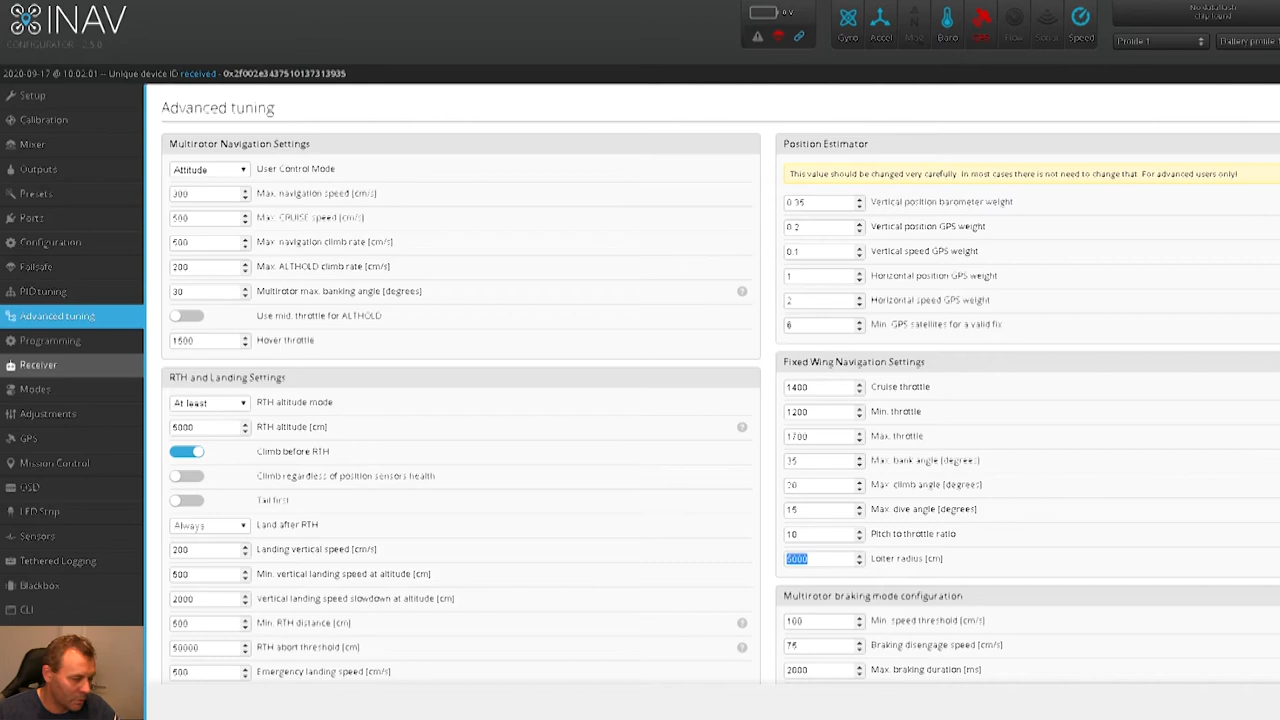 INAV
CONFIGURATOR 2.5.0
0 V
Gyro
Accel
Mag
Baro
GPS
Flow
Sonar
Speed
No dataflash
chip found
Profile 1
Battery profile
2020-09-17 @ 10:02:01 -- Unique device ID received - 0x2f002e3437510137313935
Setup
Calibration
Mixer
Outputs
Presets
Ports
Configuration
Failsafe
PID tuning
Advanced tuning
Programming
Receiver
Modes
Adjustments
GPS
Mission Control
OSD
LED Strip
Sensors
Tethered Logging
Blackbox
CLI
Advanced tuning
Multirotor Navigation Settings
Attitude User Control Mode
300 Max. navigation speed [cm/s]
500 Max. CRUISE speed [cm/s]
500 Max. navigation climb rate [cm/s]
200 Max. ALTHOLD climb rate [cm/s]
30 Multirotor max. banking angle [degrees]
Use mid. throttle for ALTHOLD
1500 Hover throttle
RTH and Landing Settings
At least RTH altitude mode
5000 RTH altitude [cm]
Climb before RTH
Climb regardless of position sensors health
Tail first
Always Land after RTH
200 Landing vertical speed [cm/s]
500 Min. vertical landing speed at altitude [cm]
2000 Vertical landing speed slowdown at altitude [cm]
500 Min. RTH distance [cm]
50000 RTH abort threshold [cm]
500 Emergency landing speed [cm/s]
Position Estimator
This value should be changed very carefully. In most cases there is not need to change that. For advanced users only!
0.35 Vertical position barometer weight
0.2 Vertical position GPS weight
0.1 Vertical speed GPS weight
1 Horizontal position GPS weight
2 Horizontal speed GPS weight
6 Min. GPS satellites for a valid fix
Fixed Wing Navigation Settings
1400 Cruise throttle
1200 Min. throttle
1700 Max. throttle
35 Max. bank angle [degrees]
20 Max. climb angle [degrees]
15 Max. dive angle [degrees]
10 Pitch to throttle ratio
Loiter radius [cm]
Multirotor braking mode configuration
100 Min. speed threshold [cm/s]
75 Braking disengage speed [cm/s]
2000 Max. braking duration [ms]